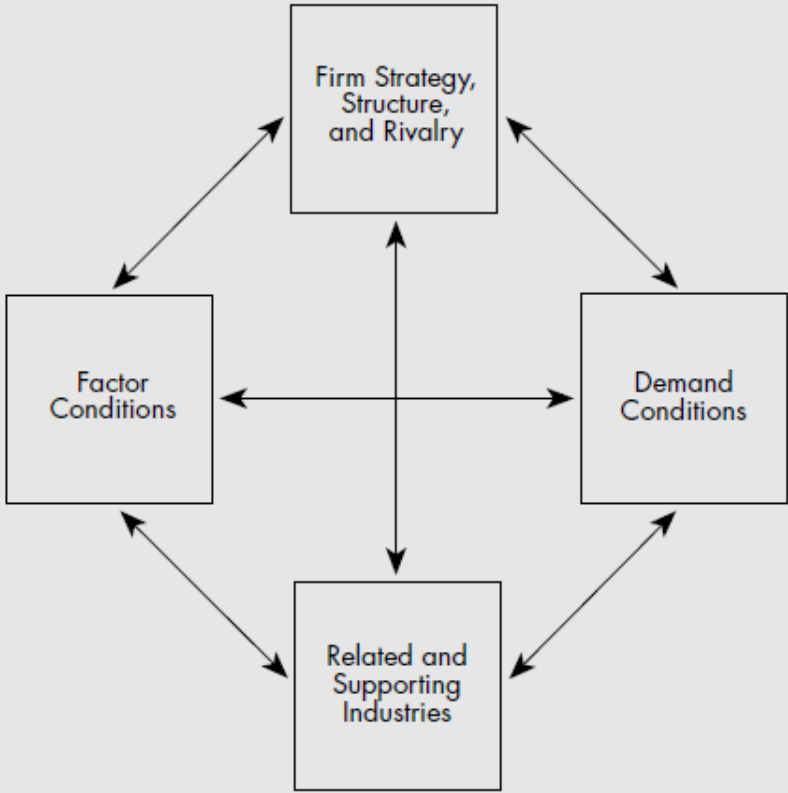 Firm Strategy,
Structure,
and Rivalry
Factor
Conditions
Demand
Conditions
Related and
Supporting
Industries